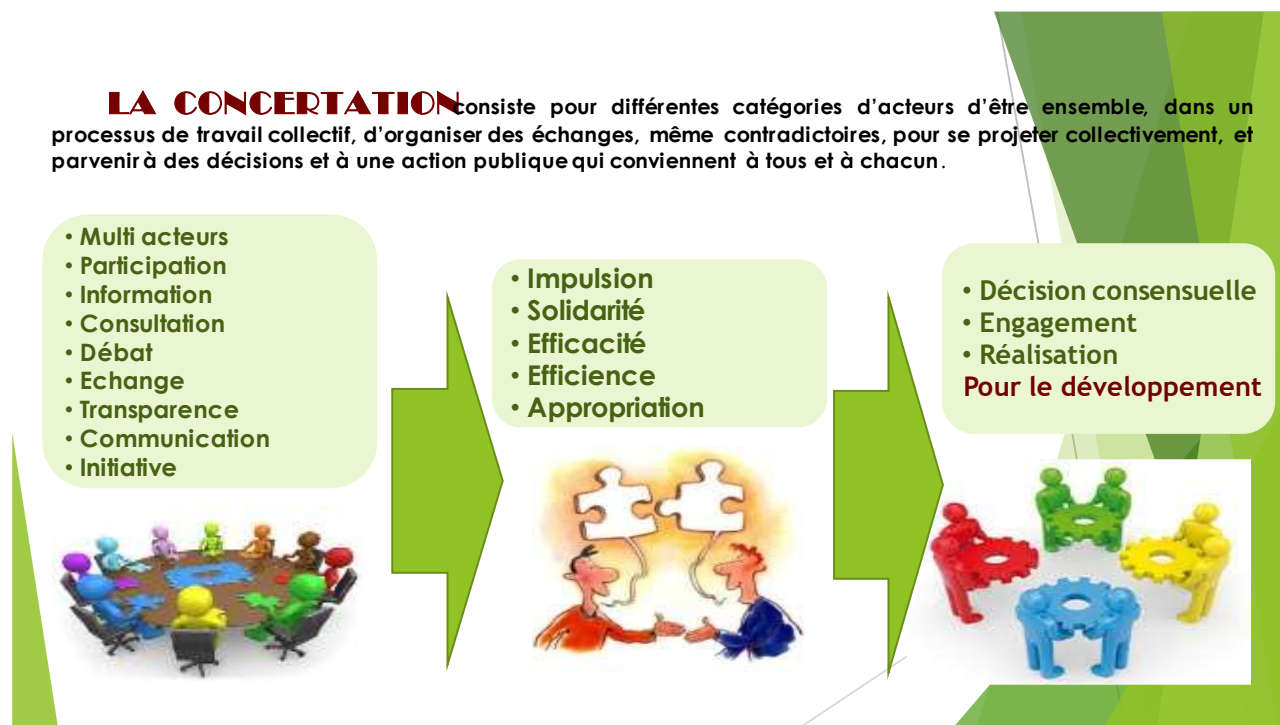 LA CONCERTATION consiste pour différentes catégories d’acteurs d’être ensemble, dans un
processus de travail collectif, d’organiser des échanges, même contradictoires, pour se projeter collectivement, et
parvenir à des décisions et à une action publique qui conviennent à tous et à chacun.
• Multi acteurs
• Participation
• Information
• Consultation
• Débat
• Echange
• Transparence
• Communication
• Initiative
• Impulsion
• Solidarité
• Efficacité
• Efficience
• Appropriation
• Décision consensuelle
• Engagement
• Réalisation
Pour le développement